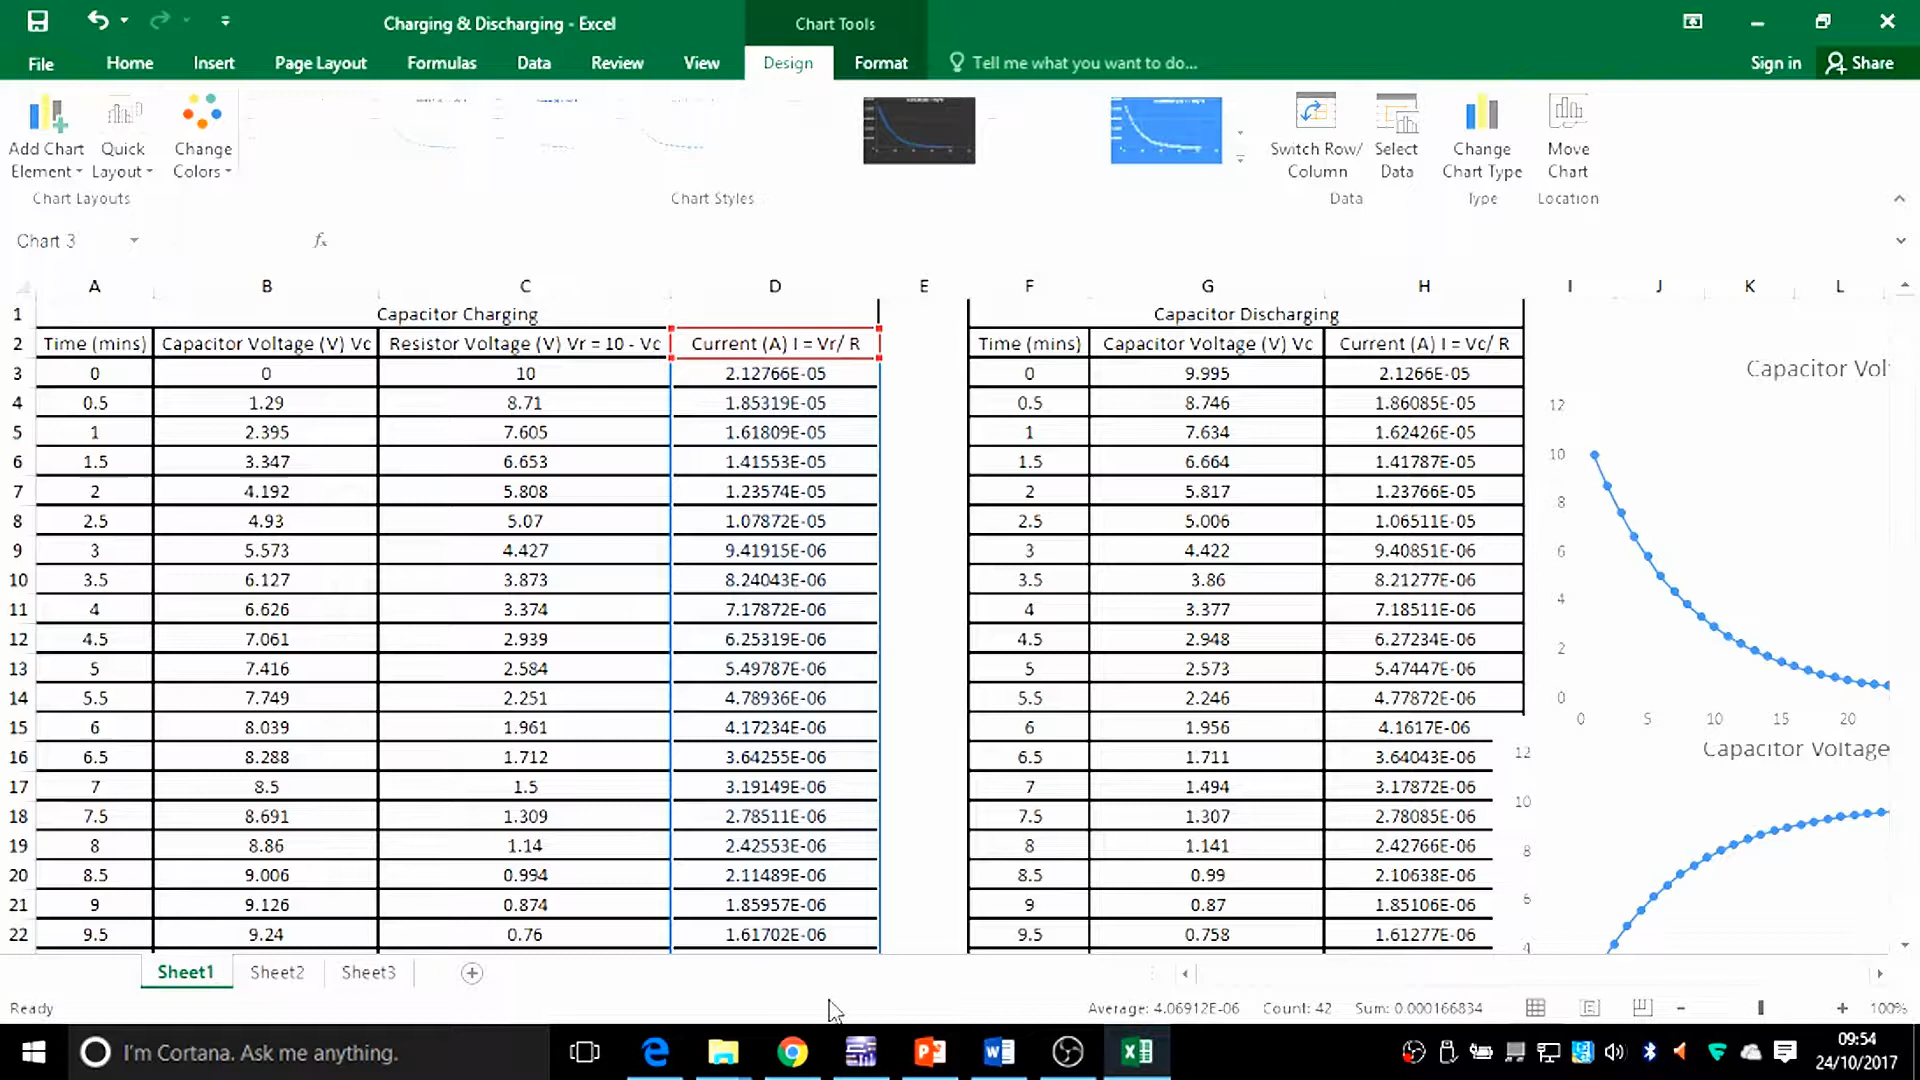 Charging & Discharging - Excel
Chart Tools
File Home Insert Page Layout Formulas Data Review View Design Format Tell me what you want to do... Sign in Share
Add Chart Element
Quick Layout
Change Colors
Switch Row/ Column
Select Data
Change Chart Type
Move Chart
Chart Layouts Chart Styles Data Type Location
Chart 3 fx
A B C D E F G H I J K L
1 Capacitor Charging Capacitor Discharging
2 Time (mins) Capacitor Voltage (V) Vc Resistor Voltage (V) Vr = 10 - Vc Current (A) I = Vr/ R Time (mins) Capacitor Voltage (V) Vc Current (A) I = Vc/ R
3 0 0 10 2.12766E-05 0 9.995 2.1266E-05
4 0.5 1.29 8.71 1.85319E-05 0.5 8.746 1.86085E-05
5 1 2.395 7.605 1.61809E-05 1 7.634 1.62426E-05
6 1.5 3.347 6.653 1.41553E-05 1.5 6.664 1.41787E-05
7 2 4.192 5.808 1.23574E-05 2 5.817 1.23766E-05
8 2.5 4.93 5.07 1.07872E-05 2.5 5.006 1.06511E-05
9 3 5.573 4.427 9.41915E-06 3 4.422 9.40851E-06
10 3.5 6.127 3.873 8.24043E-06 3.5 3.86 8.21277E-06
11 4 6.626 3.374 7.17872E-06 4 3.377 7.18511E-06
12 4.5 7.061 2.939 6.25319E-06 4.5 2.948 6.27234E-06
13 5 7.416 2.584 5.49787E-06 5 2.573 5.47447E-06
14 5.5 7.749 2.251 4.78936E-06 5.5 2.246 4.77872E-06
15 6 8.039 1.961 4.17234E-06 6 1.956 4.1617E-06
16 6.5 8.288 1.712 3.64255E-06 6.5 1.711 3.64043E-06
17 7 8.5 1.5 3.19149E-06 7 1.494 3.17872E-06
18 7.5 8.691 1.309 2.78511E-06 7.5 1.307 2.78085E-06
19 8 8.86 1.14 2.42553E-06 8 1.141 2.42766E-06
20 8.5 9.006 0.994 2.11489E-06 8.5 0.99 2.10638E-06
21 9 9.126 0.874 1.85957E-06 9 0.87 1.85106E-06
22 9.5 9.24 0.76 1.61702E-06 9.5 0.758 1.61277E-06
Capacitor Vol
12
10
8
6
4
2
0
0 5 10 15 20
Capacitor Voltage
12
10
8
6
4
Sheet1 Sheet2 Sheet3
Ready Average: 4.06912E-06 Count: 42 Sum: 0.000166834 100%
I'm Cortana. Ask me anything.
09:54
24/10/2017